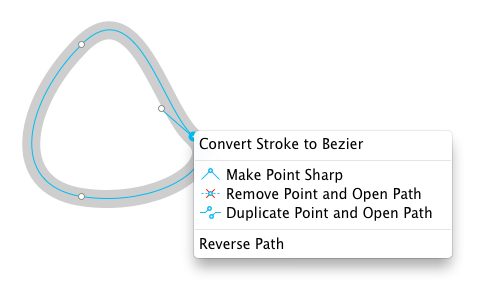 Convert Stroke to Bezier
Make Point Sharp
Remove Point and Open Path
Duplicate Point and Open Path
Reverse Path